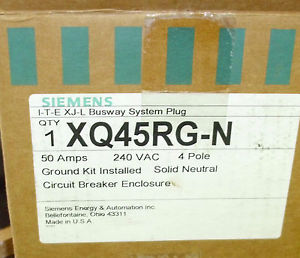 SIEMENS
I-T-E XJ-L Busway System Plug
QTY
1 XQ45RG-N
50 Amps 240 VAC 4 Pole
Ground Kit Installed Solid Neutral
Circuit Breaker Enclosure
Siemens Energy & Automation Inc.
Bellefontaine, Ohio 43311
Made in U.S.A.